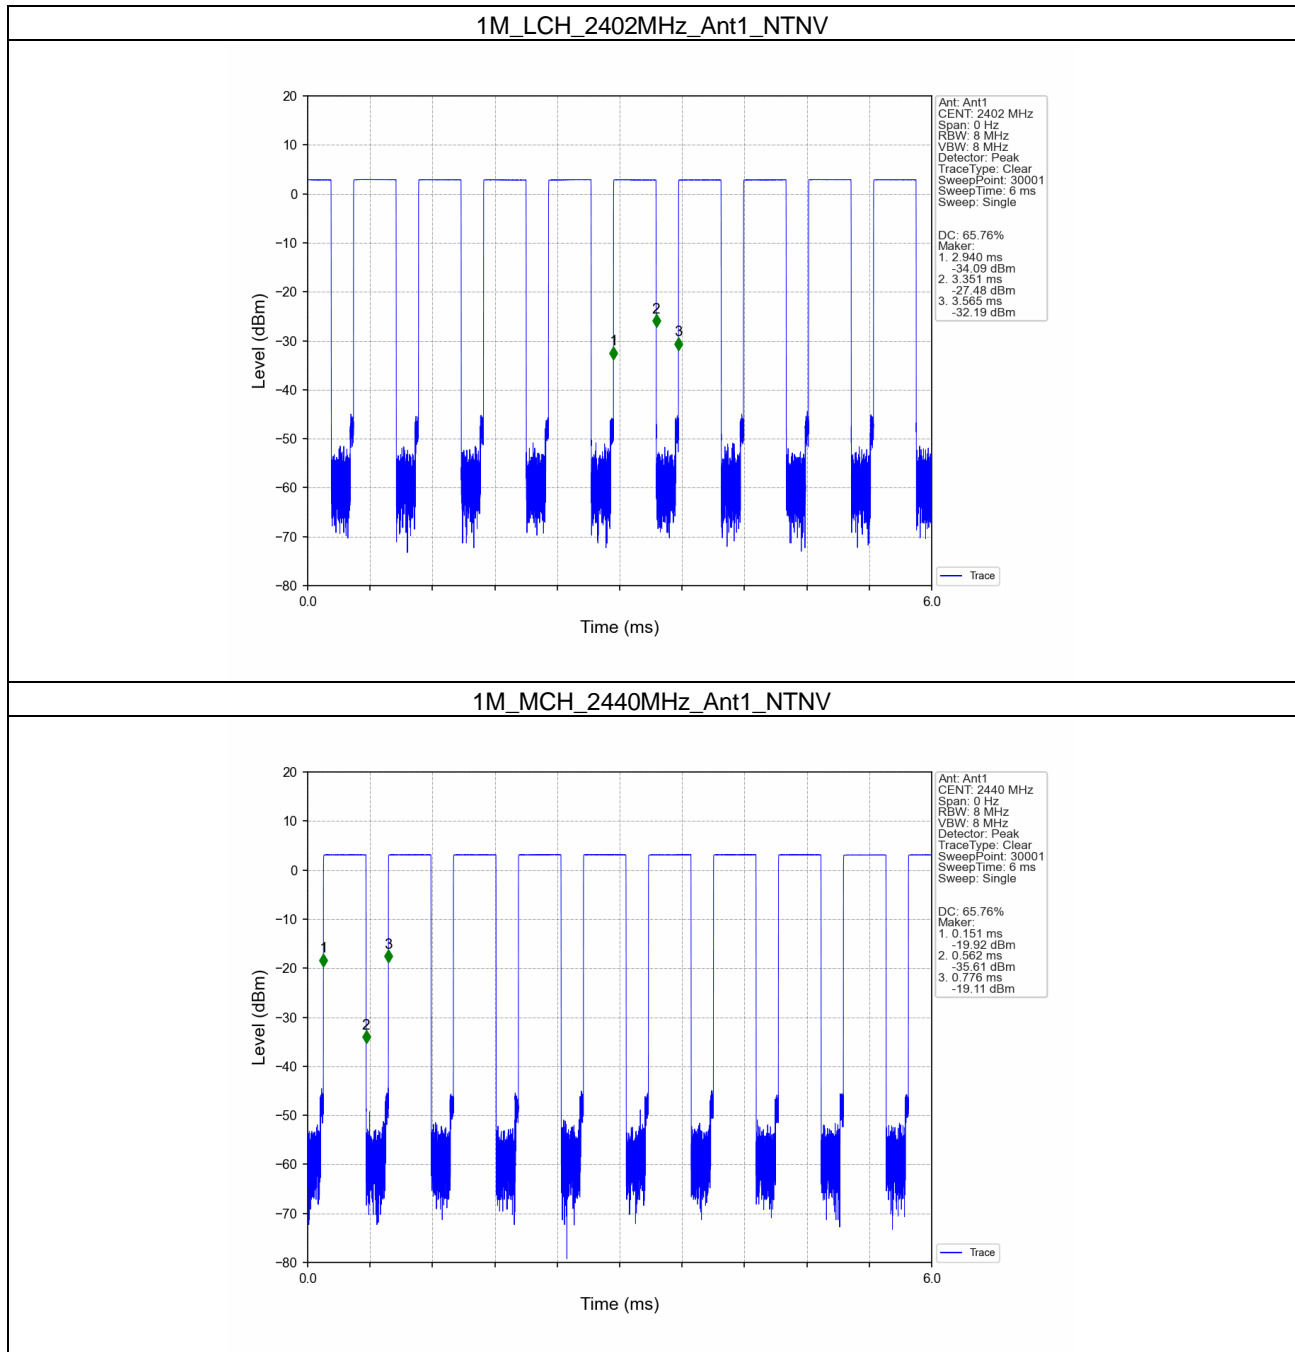 1M_LCH_2402MHz_Ant1_NTNV
20
10
0
−10
−20
−30
−40
−50
−60
−70
−80
Level (dBm)
1
2
3
0.0
6.0
Time (ms)
Ant: Ant1
CENT: 2402 MHz
Span: 0 Hz
RBW: 8 MHz
VBW: 8 MHz
Detector: Peak
TraceType: Clear
SweepPoint: 30001
SweepTime: 6 ms
Sweep: Single
DC: 65.76%
Maker:
1. 2.940 ms
-34.09 dBm
2. 3.351 ms
-27.48 dBm
3. 3.565 ms
-32.19 dBm
Trace
1M_MCH_2440MHz_Ant1_NTNV
20
10
0
−10
−20
−30
−40
−50
−60
−70
−80
Level (dBm)
1
2
3
0.0
6.0
Time (ms)
Ant: Ant1
CENT: 2440 MHz
Span: 0 Hz
RBW: 8 MHz
VBW: 8 MHz
Detector: Peak
TraceType: Clear
SweepPoint: 30001
SweepTime: 6 ms
Sweep: Single
DC: 65.76%
Maker:
1. 0.151 ms
-19.92 dBm
2. 0.562 ms
-35.61 dBm
3. 0.776 ms
-19.11 dBm
Trace